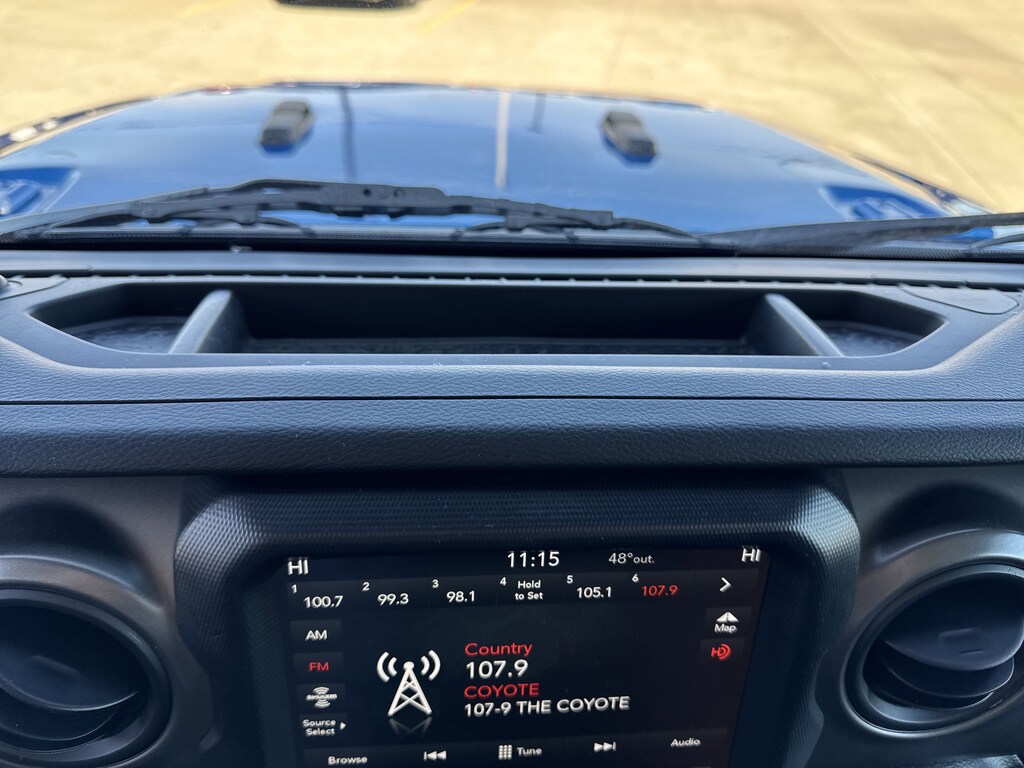 HI 11:15 48°out. HI
1 100.7 2 99.3 3 98.1 4 Hold to Set 5 105.1 6 107.9 >
AM
FM
SiriusXM
Source Select
Country
107.9
COYOTE
107-9 THE COYOTE
Map
HD
Browse Tune Audio